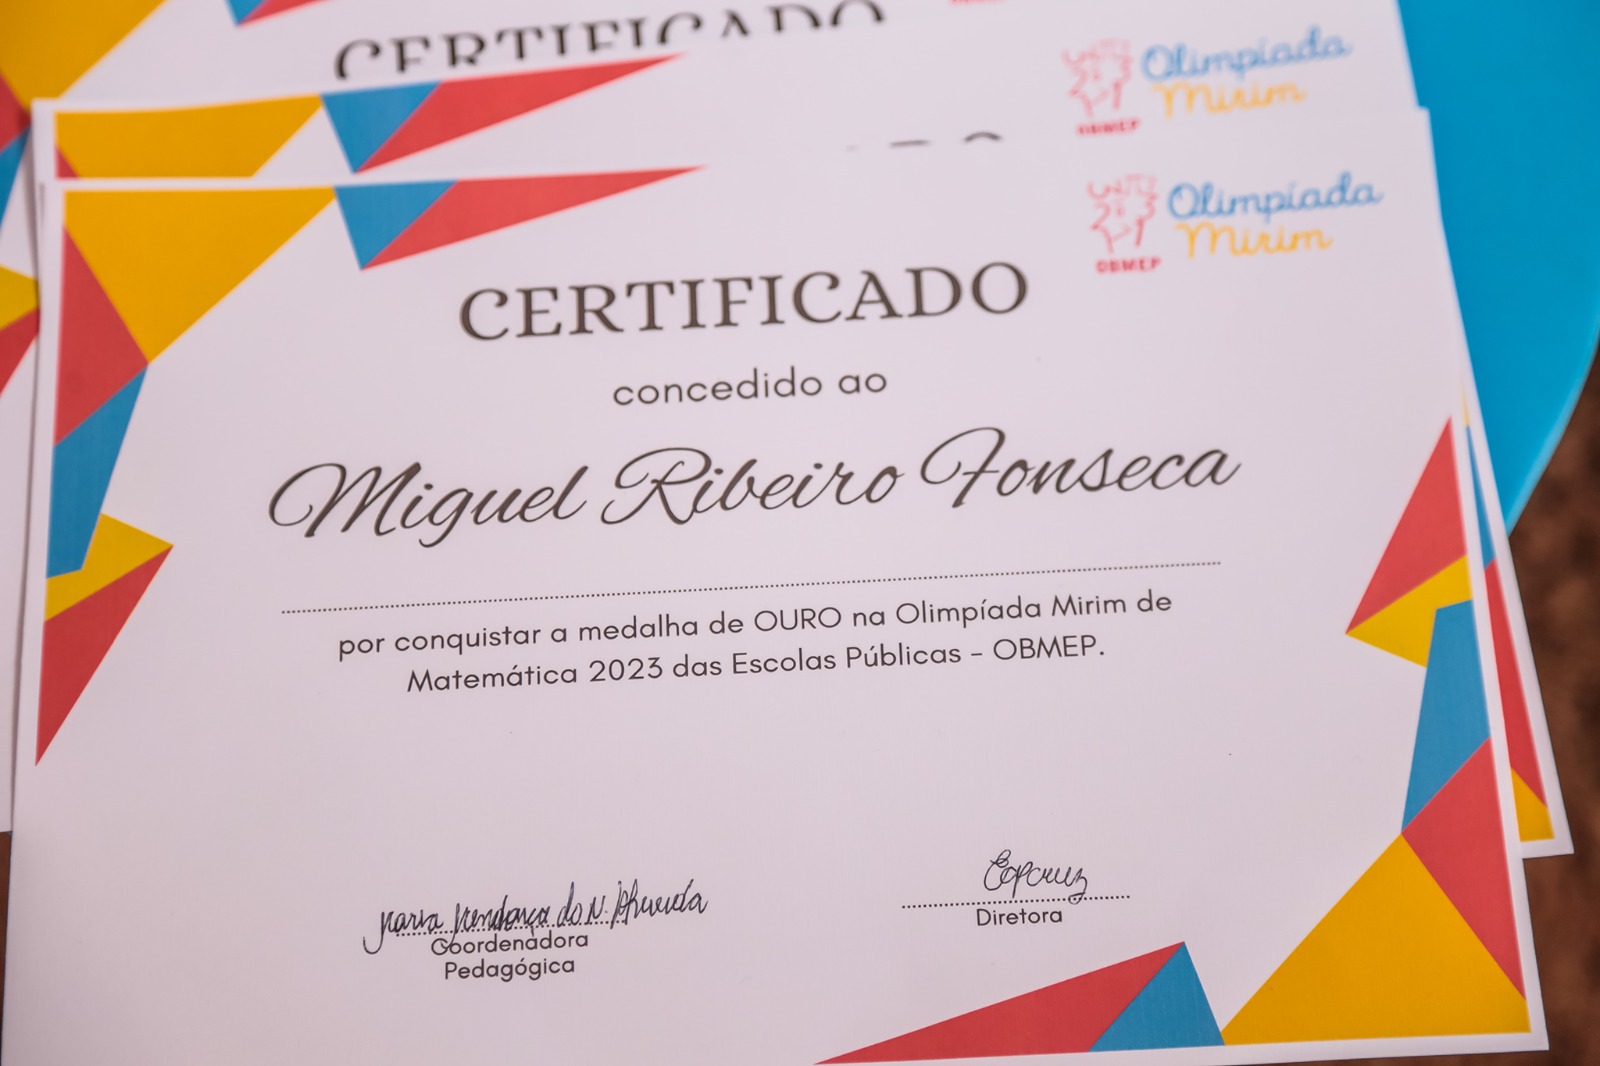 CERTIFICADO
Olimpíada
Mirim
OBMEP
Olimpíada
Mirim
OBMEP
CERTIFICADO
concedido ao
Miguel Ribeiro Fonseca
por conquistar a medalha de OURO na Olimpíada Mirim de
Matemática 2023 das Escolas Públicas - OBMEP.
Coordenadora
Pedagógica
Diretora